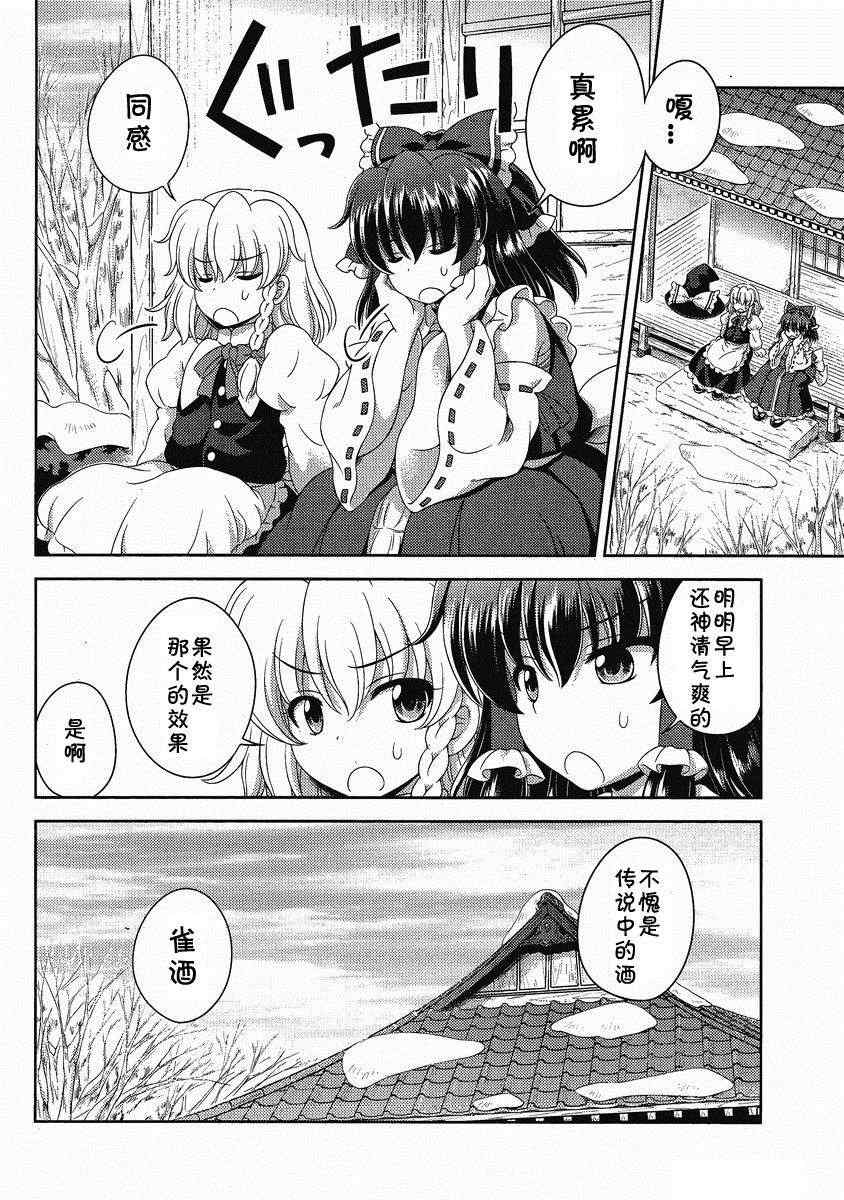 嘎…
真累啊
ぐったり
同感
明明早上
还神清气爽的
果然是
那个的效果
是啊
不愧是
传说中的酒
雀酒